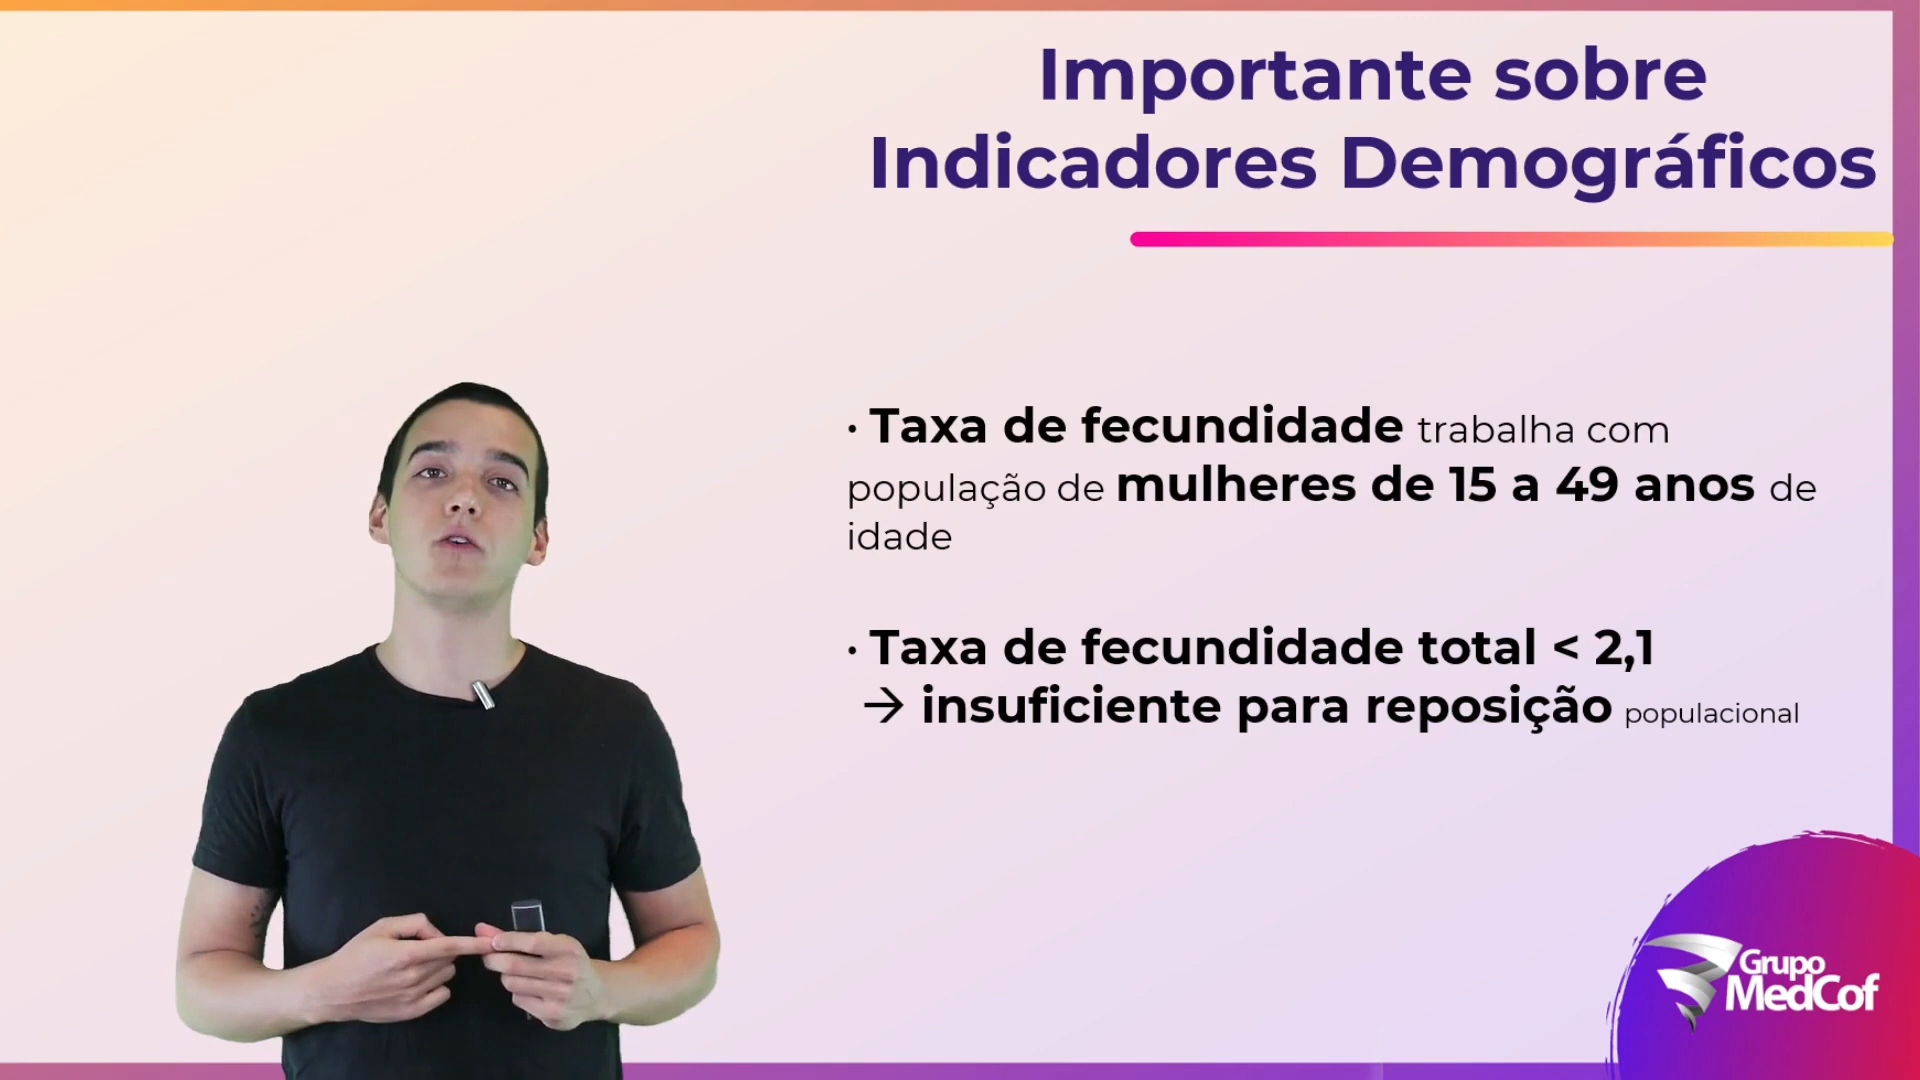 Importante sobre
Indicadores Demográficos
· Taxa de fecundidade trabalha com
população de mulheres de 15 a 49 anos de
idade
· Taxa de fecundidade total < 2,1
→ insuficiente para reposição populacional
Grupo
MedCof